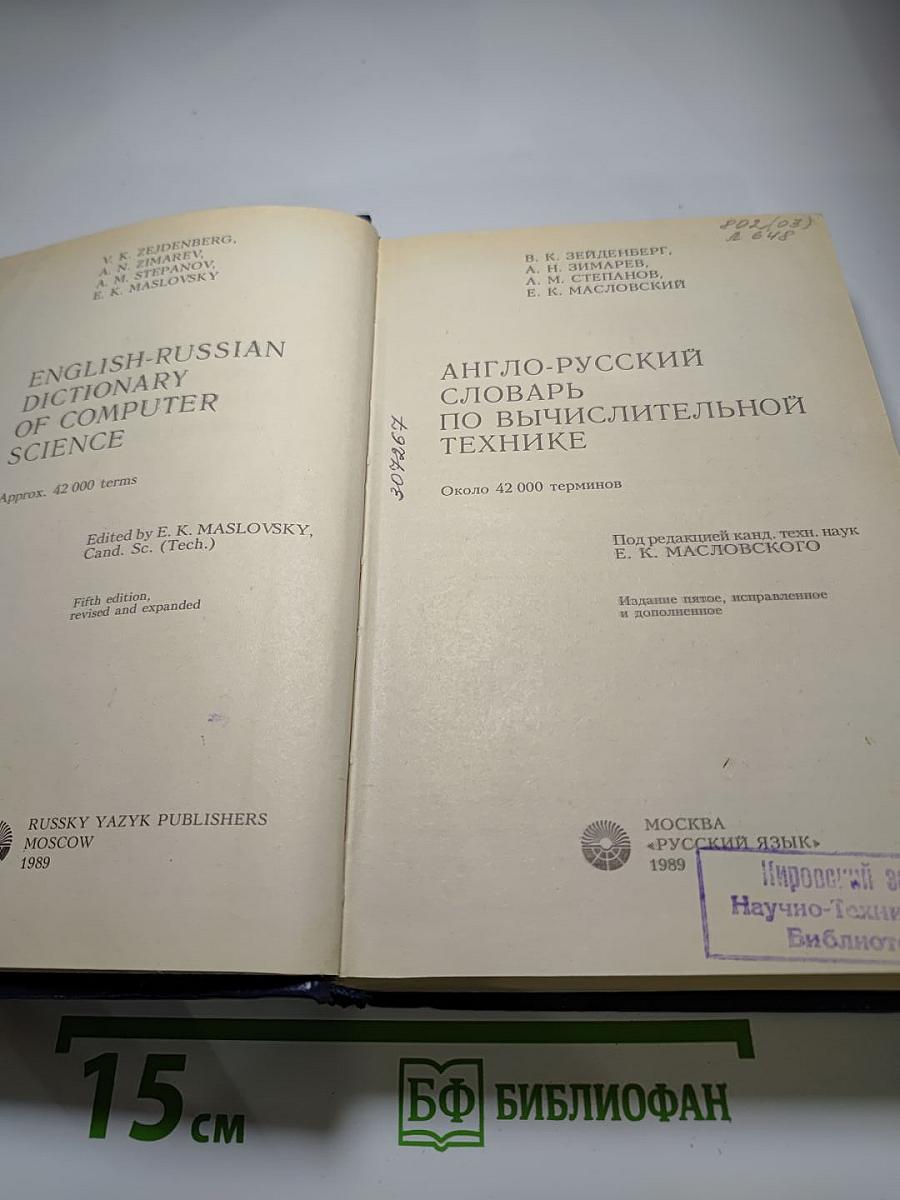 V. K. ZEJDENBERG,
A. N. ZIMAREV,
A. M. STEPANOV,
E. K. MASLOVSKY
ENGLISH-RUSSIAN
DICTIONARY
OF COMPUTER
SCIENCE
Approx. 42 000 terms
Edited by E. K. MASLOVSKY,
Cand. Sc. (Tech.)
Fifth edition,
revised and expanded
RUSSKY YAZYK PUBLISHERS
MOSCOW
1989
802/03)
А 648
В. К. ЗЕЙДЕНБЕРГ,
А. Н. ЗИМАРЕВ,
А. М. СТЕПАНОВ,
Е. К. МАСЛОВСКИЙ
АНГЛО-РУССКИЙ
СЛОВАРЬ
ПО ВЫЧИСЛИТЕЛЬНОЙ
ТЕХНИКЕ
307297
Около 42 000 терминов
Под редакцией канд. техн. наук
Е. К. МАСЛОВСКОГО
Издание пятое, исправленное
и дополненное
МОСКВА
«РУССКИЙ ЯЗЫК»
1989
Кировский за
Научно-Техни
Библиоте
15 см
БФ БИБЛИОФАН